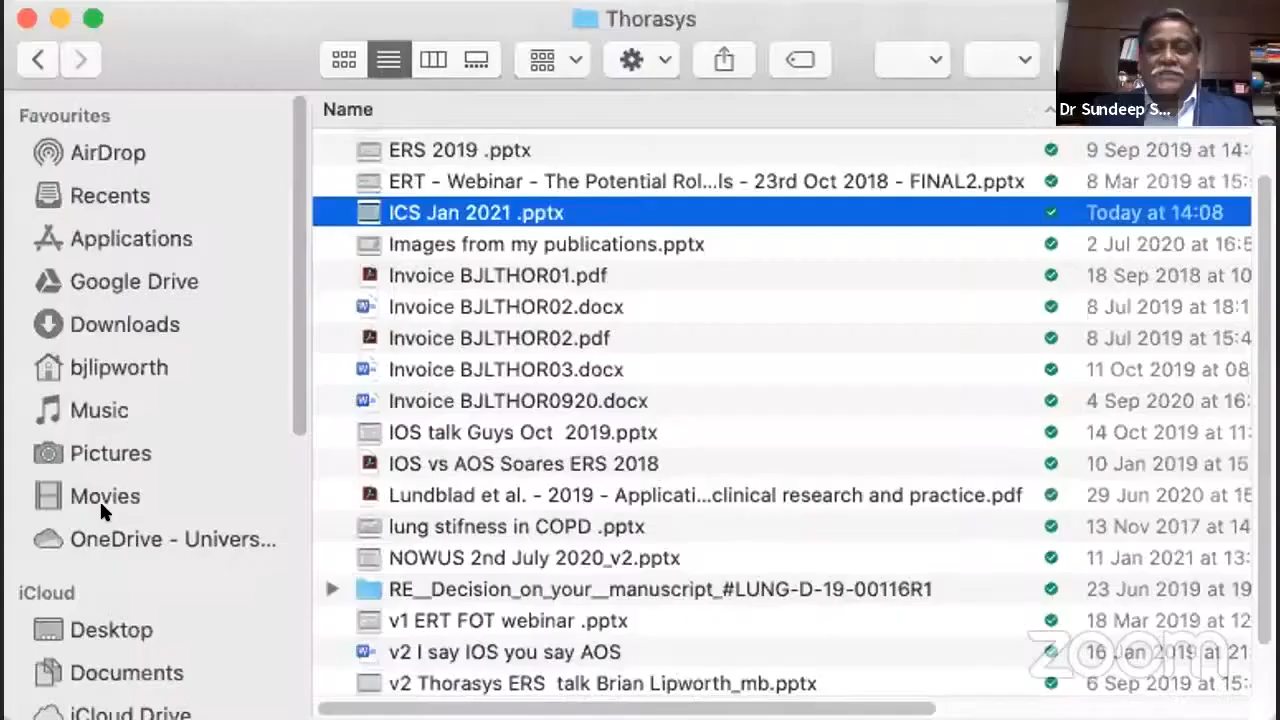 Thorasys
Dr Sundeep S...
Favourites
AirDrop
Recents
Applications
Google Drive
Downloads
bjlipworth
Music
Pictures
Movies
OneDrive - Univers...
iCloud
Desktop
Documents
iCloud Drive
Name
ERS 2019 .pptx 9 Sep 2019 at 14:
ERT - Webinar - The Potential Rol...ls - 23rd Oct 2018 - FINAL2.pptx 8 Mar 2019 at 15:
ICS Jan 2021 .pptx Today at 14:08
Images from my publications.pptx 2 Jul 2020 at 16:5
Invoice BJLTHOR01.pdf 18 Sep 2018 at 10
Invoice BJLTHOR02.docx 8 Jul 2019 at 18:1
Invoice BJLTHOR02.pdf 8 Jul 2019 at 15:4
Invoice BJLTHOR03.docx 11 Oct 2019 at 08
Invoice BJLTHOR0920.docx 4 Sep 2020 at 16:
IOS talk Guys Oct 2019.pptx 14 Oct 2019 at 11:
IOS vs AOS Soares ERS 2018 10 Jan 2019 at 15
Lundblad et al. - 2019 - Applicati...clinical research and practice.pdf 29 Jun 2020 at 15
lung stifness in COPD .pptx 13 Nov 2017 at 14
NOWUS 2nd July 2020_v2.pptx 11 Jan 2021 at 13:
RE__Decision_on_your__manuscript_#LUNG-D-19-00116R1 23 Jun 2019 at 19
v1 ERT FOT webinar .pptx 18 Mar 2019 at 12
v2 I say IOS you say AOS 16 Jan 2019 at 21
v2 Thorasys ERS talk Brian Lipworth_mb.pptx 6 Sep 2019 at 15:
zoom